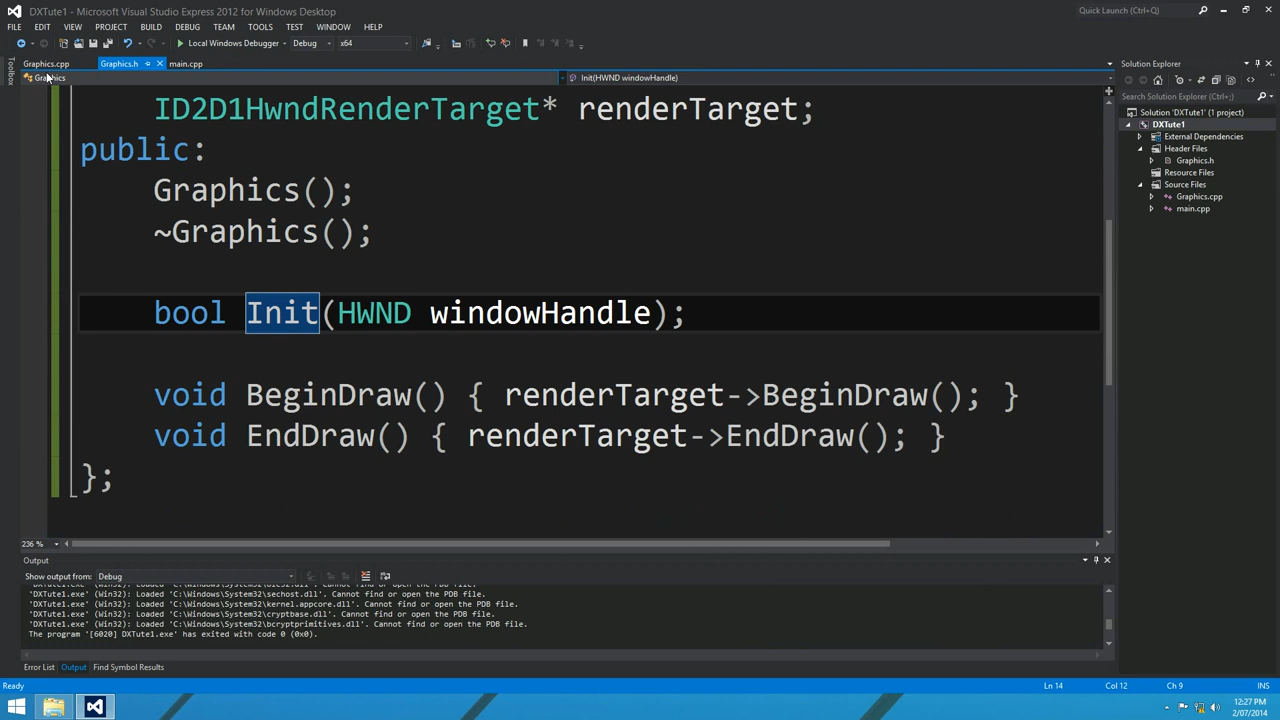 DXTute1 - Microsoft Visual Studio Express 2012 for Windows Desktop
Quick Launch (Ctrl+Q)
FILE EDIT VIEW PROJECT BUILD DEBUG TEAM TOOLS TEST WINDOW HELP
Local Windows Debugger Debug x64
Toolbox
Graphics.cpp Graphics.h main.cpp
Graphics Init(HWND windowHandle)
ID2D1HwndRenderTarget* renderTarget;
public:
Graphics();
~Graphics();
bool Init(HWND windowHandle);
void BeginDraw() { renderTarget->BeginDraw(); }
void EndDraw() { renderTarget->EndDraw(); }
};
236 %
Solution Explorer
Search Solution Explorer (Ctrl+;)
Solution 'DXTute1' (1 project)
DXTute1
External Dependencies
Header Files
Graphics.h
Resource Files
Source Files
Graphics.cpp
main.cpp
Output
Show output from: Debug
'DXTute1.exe' (Win32): Loaded 'C:\Windows\System32\sechost.dll'. Cannot find or open the PDB file.
'DXTute1.exe' (Win32): Loaded 'C:\Windows\System32\kernel.appcore.dll'. Cannot find or open the PDB file.
'DXTute1.exe' (Win32): Loaded 'C:\Windows\System32\cryptbase.dll'. Cannot find or open the PDB file.
'DXTute1.exe' (Win32): Loaded 'C:\Windows\System32\bcryptprimitives.dll'. Cannot find or open the PDB file.
The program '[6020] DXTute1.exe' has exited with code 0 (0x0).
Error List Output Find Symbol Results
Ready Ln 14 Col 12 Ch 9 INS
12:27 PM
2/07/2014